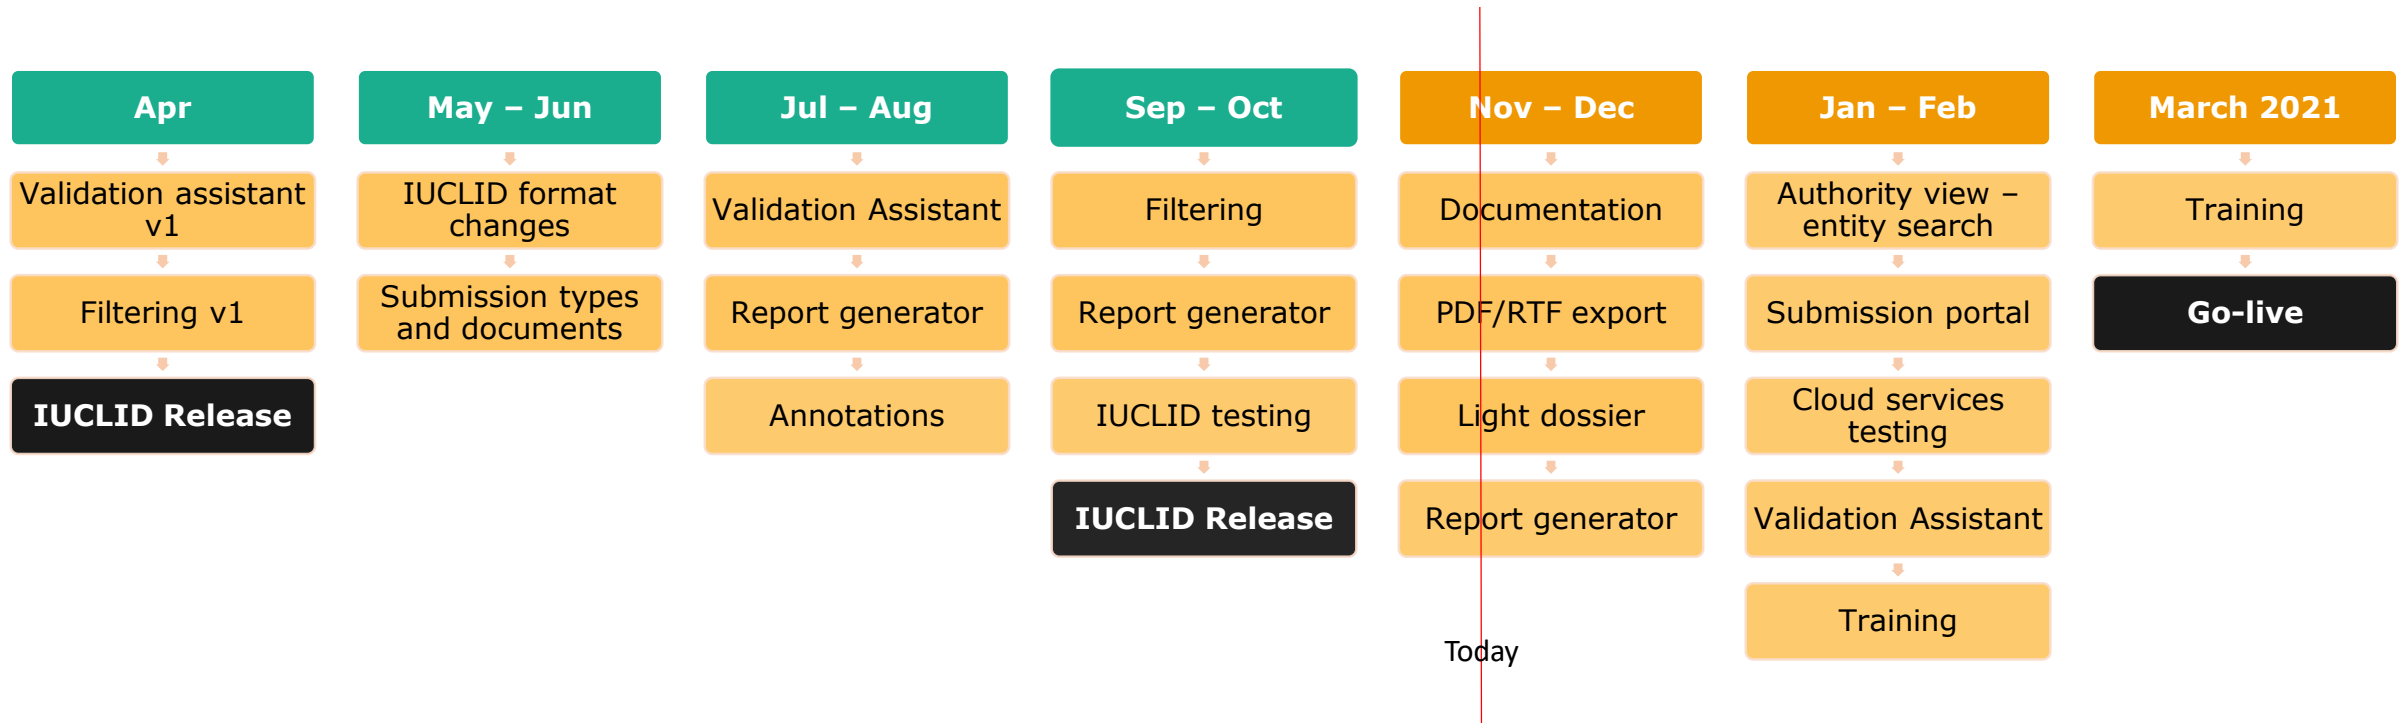 Apr
Validation assistant
v1
Filtering v1
IUCLID Release
May – Jun
IUCLID format
changes
Submission types
and documents
Jul – Aug
Validation Assistant
Report generator
Annotations
Sep – Oct
Filtering
Report generator
IUCLID testing
IUCLID Release
Nov – Dec
Documentation
PDF/RTF export
Light dossier
Report generator
Today
Jan – Feb
Authority view –
entity search
Submission portal
Cloud services
testing
Validation Assistant
Training
March 2021
Training
Go-live